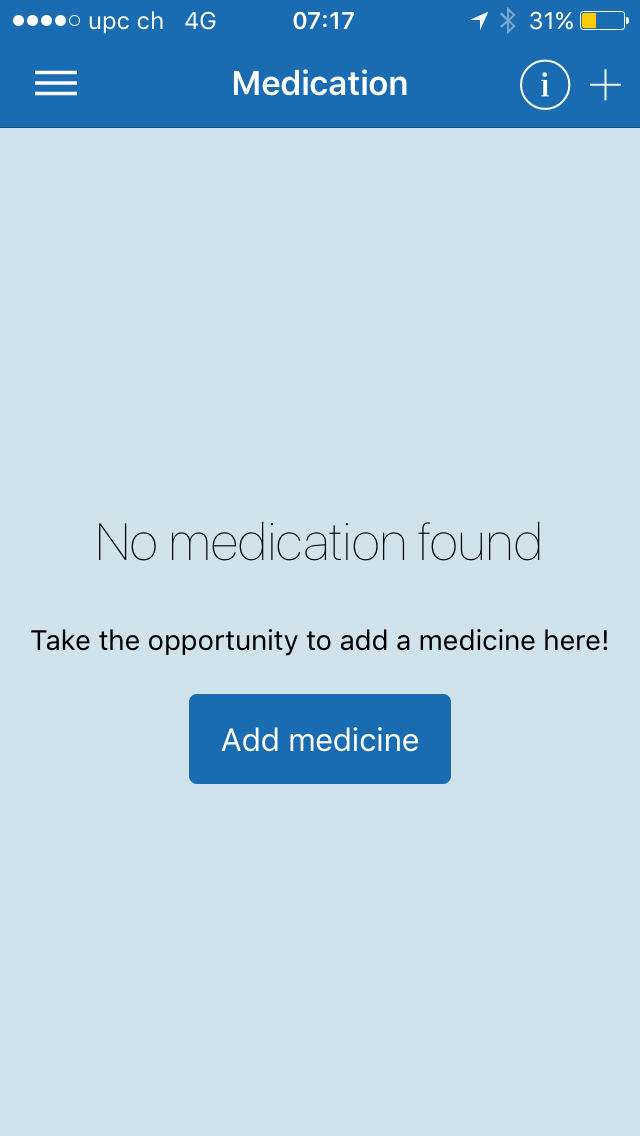 upc ch 4G 07:17 31%
Medication i +
No medication found
Take the opportunity to add a medicine here!
Add medicine